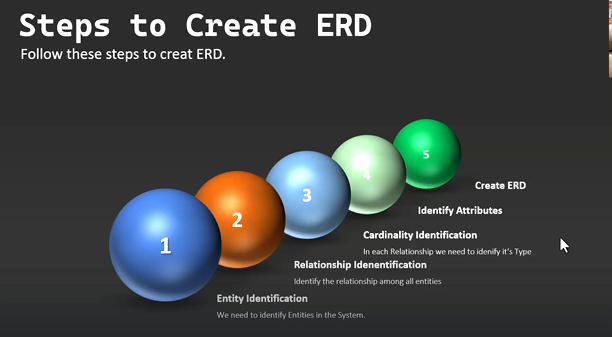 Steps to Create ERD
Follow these steps to creat ERD.
1
2
3
4
5
Create ERD
Identify Attributes
Cardinality Identification
In each Relationship we need to idenify it's Type
Relationship Idenentification
Identify the relationship among all entities
Entity Identification
We need to identify Entities in the System.